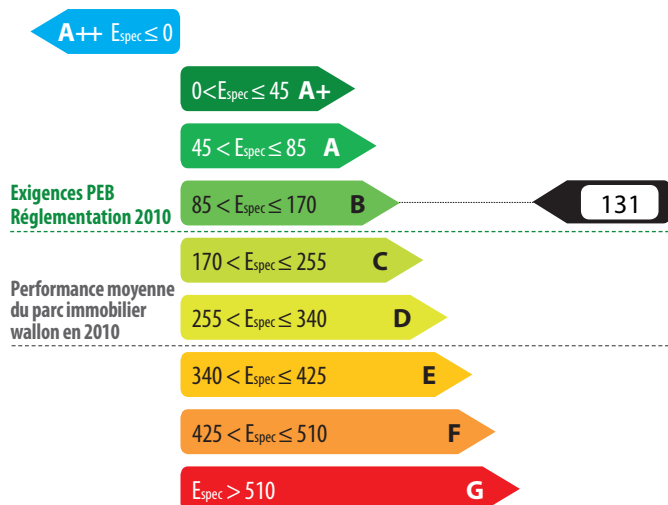 A++ Espec ≤ 0
0<Espec ≤ 45 A+
45 < Espec ≤ 85 A
Exigences PEB
Réglementation 2010
85 < Espec ≤ 170 B
131
170 < Espec ≤ 255 C
Performance moyenne
du parc immobilier
wallon en 2010
255 < Espec ≤ 340 D
340 < Espec ≤ 425 E
425 < Espec ≤ 510 F
Espec > 510 G